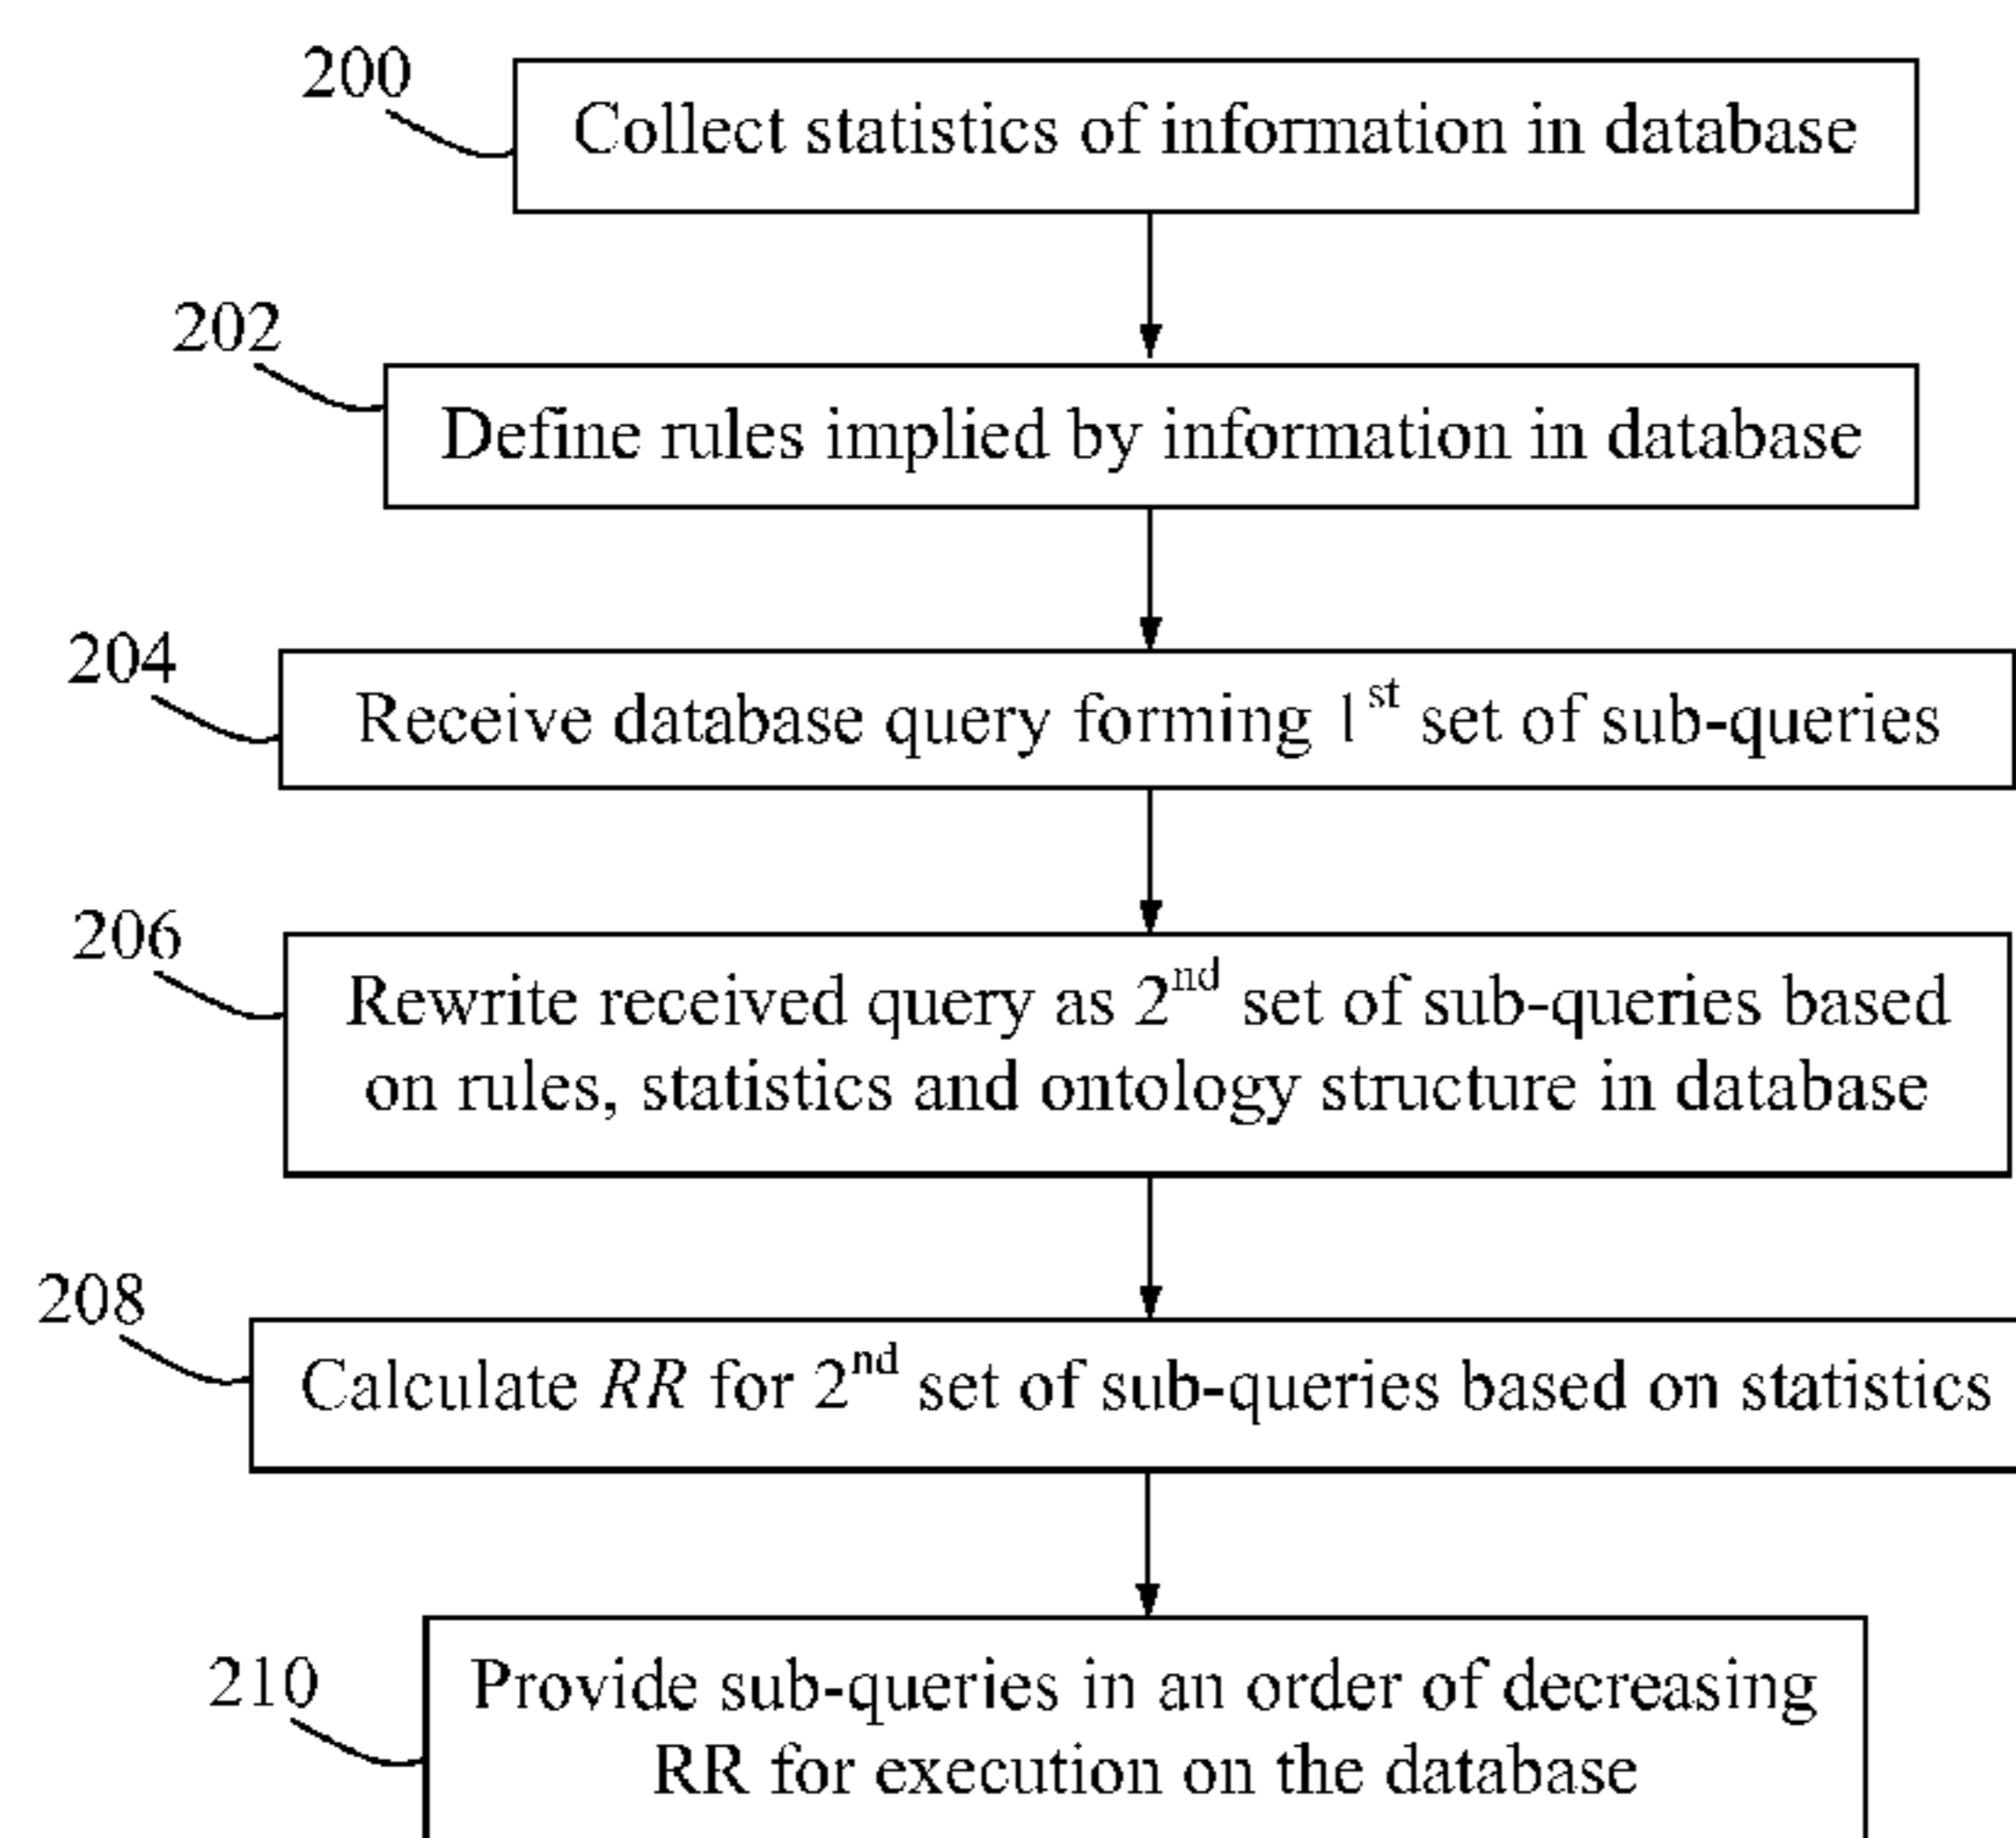 200
Collect statistics of information in database
202
Define rules implied by information in database
204
Receive database query forming 1st set of sub-queries
206
Rewrite received query as 2nd set of sub-queries based
on rules, statistics and ontology structure in database
208
Calculate RR for 2nd set of sub-queries based on statistics
210
Provide sub-queries in an order of decreasing
RR for execution on the database